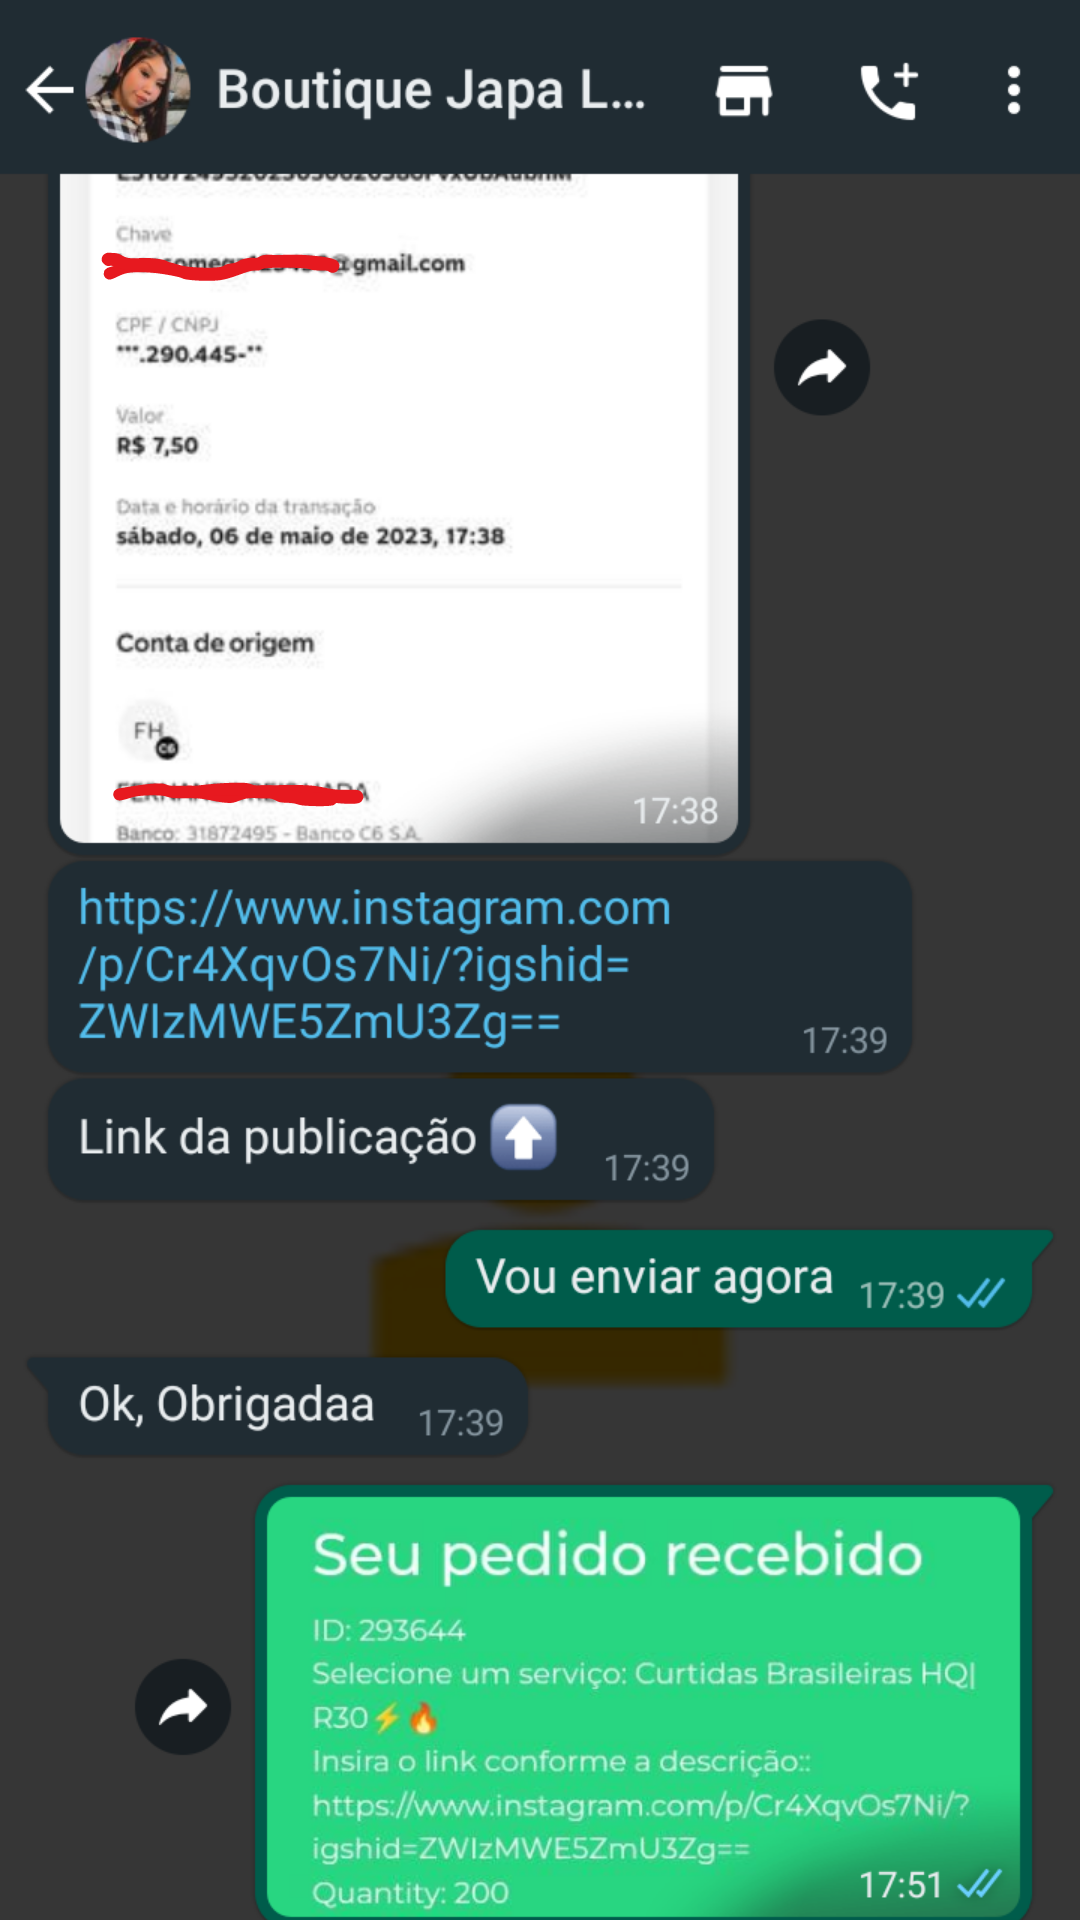 Boutique Japa L...
Chave
@gmail.com
CPF / CNPJ
***.290.445-**
Valor
R$ 7,50
Data e horário da transação
sábado, 06 de maio de 2023, 17:38
Conta de origem
FH
C6
Banco: 31872495 - Banco C6 S.A.
17:38
https://www.instagram.com
/p/Cr4XqvOs7Ni/?igshid=
ZWIzMWE5ZmU3Zg==
17:39
Link da publicação ⬆️
17:39
Vou enviar agora
17:39
Ok, Obrigadaa
17:39
Seu pedido recebido
ID: 293644
Selecione um serviço: Curtidas Brasileiras HQ|
R30⚡🔥
Insira o link conforme a descrição::
https://www.instagram.com/p/Cr4XqvOs7Ni/?
igshid=ZWIzMWE5ZmU3Zg==
Quantity: 200
17:51